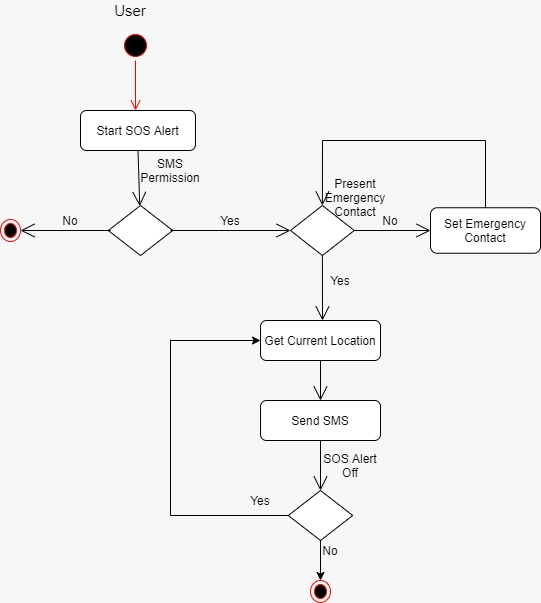 User
Start SOS Alert
SMS
Permission
Present
Emergency
Contact
No
Yes
No
Set Emergency
Contact
Yes
Get Current Location
Send SMS
SOS Alert
Off
Yes
No